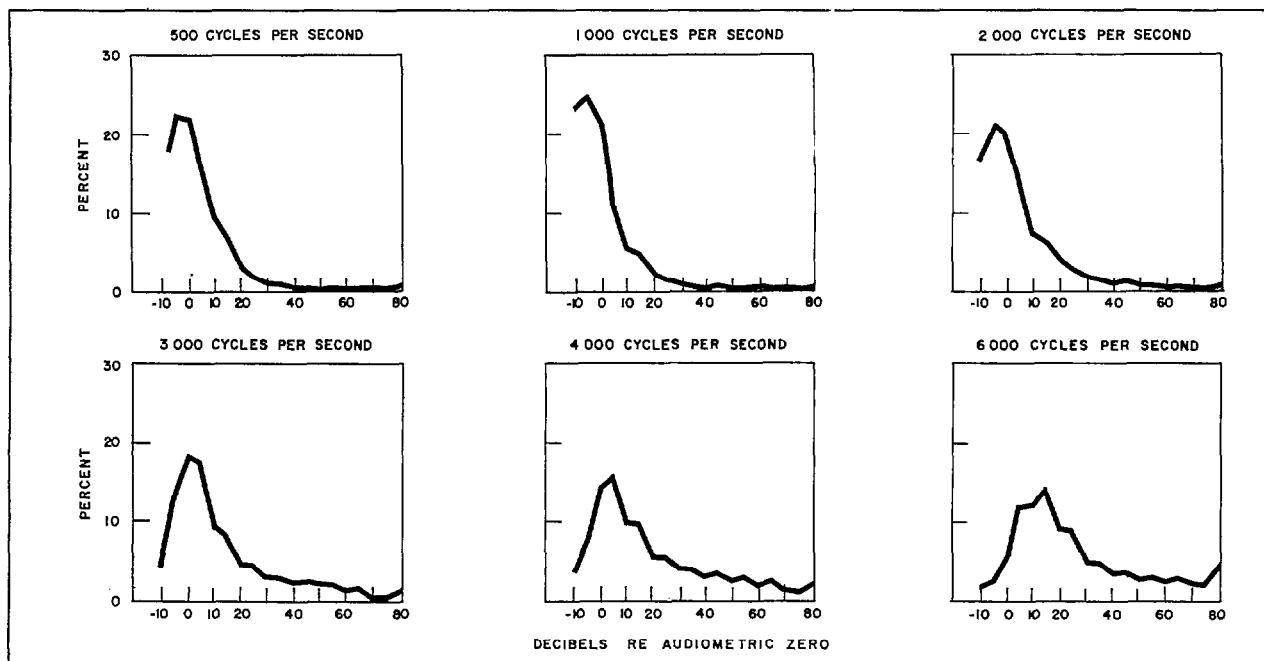 500 CYCLES PER SECOND
1000 CYCLES PER SECOND
2000 CYCLES PER SECOND
30
20
10
0
PERCENT
-10 0 10 20 40 60 80
-10 0 10 20 40 60 80
-10 0 10 20 40 60 80
3000 CYCLES PER SECOND
4000 CYCLES PER SECOND
6000 CYCLES PER SECOND
30
20
10
0
PERCENT
-10 0 10 20 40 60 80
-10 0 10 20 40 60 80
-10 0 10 20 40 60 80
DECIBELS RE AUDIOMETRIC ZERO